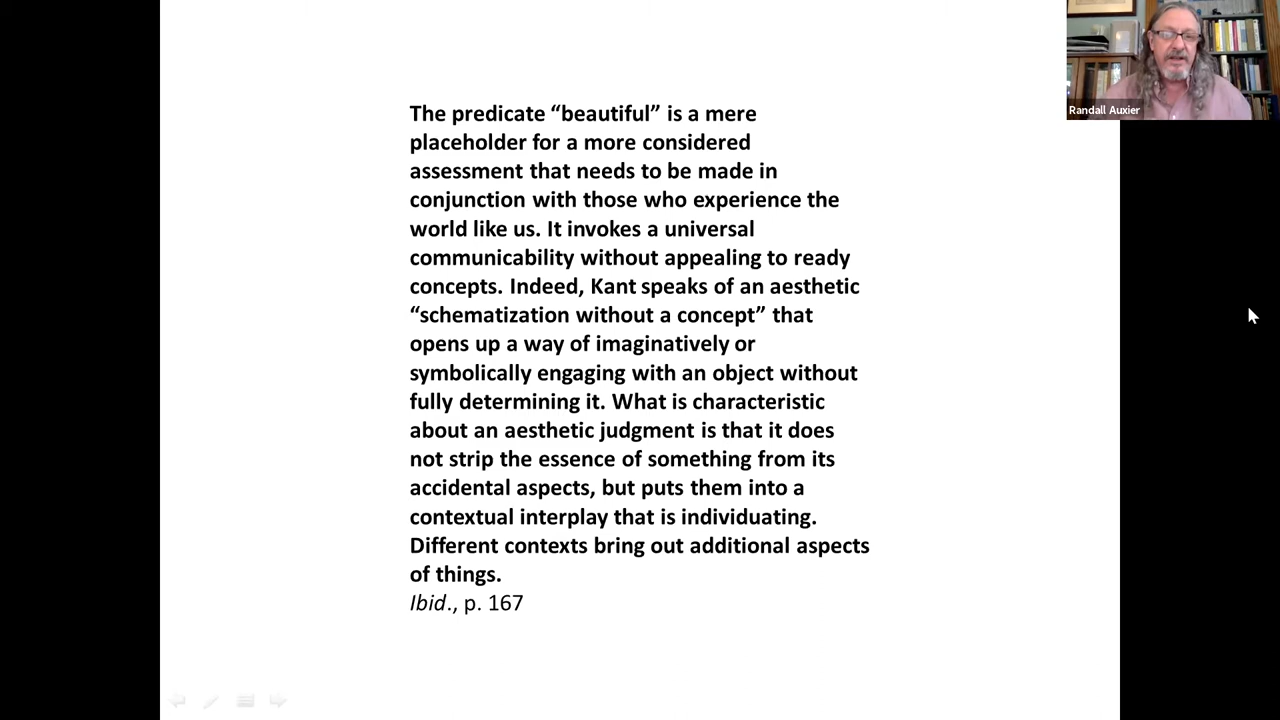 Randall Auxier
The predicate “beautiful” is a mere
placeholder for a more considered
assessment that needs to be made in
conjunction with those who experience the
world like us. It invokes a universal
communicability without appealing to ready
concepts. Indeed, Kant speaks of an aesthetic
“schematization without a concept” that
opens up a way of imaginatively or
symbolically engaging with an object without
fully determining it. What is characteristic
about an aesthetic judgment is that it does
not strip the essence of something from its
accidental aspects, but puts them into a
contextual interplay that is individuating.
Different contexts bring out additional aspects
of things.
Ibid., p. 167